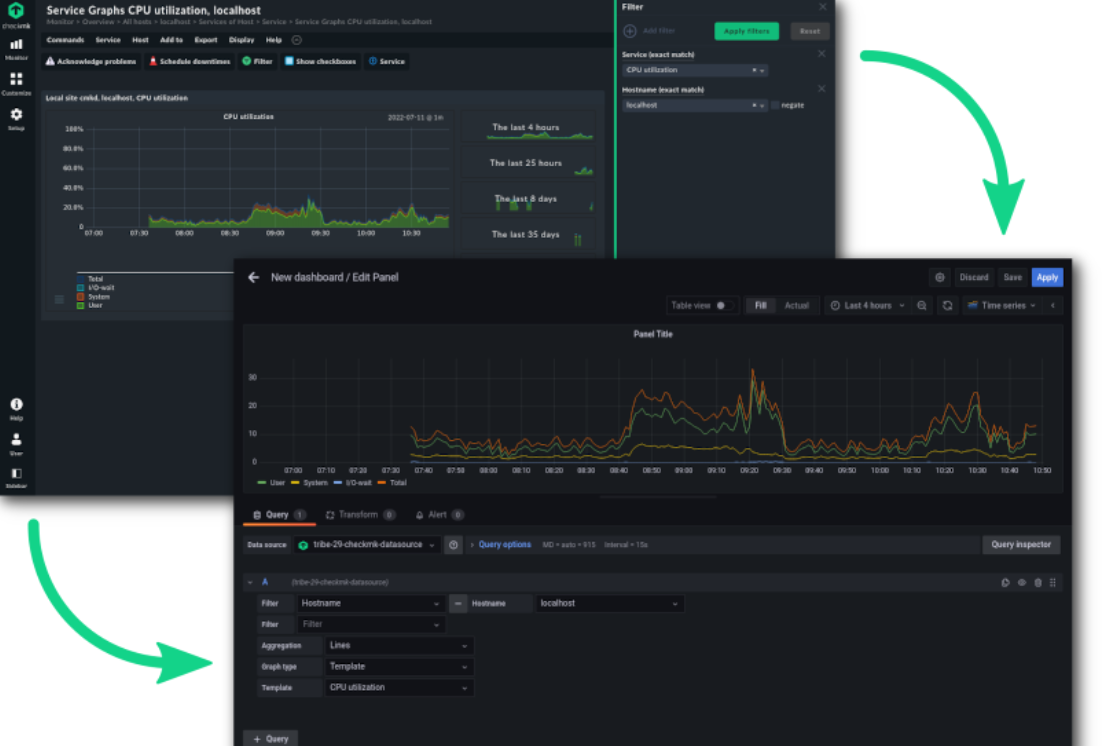 Service Graphs CPU utilization, localhost
Monitor > Overview > All hosts > localhost > Services of Host > Service > Service Graphs CPU utilization, localhost
checkmk
Monitor
Customize
Setup
Help
User
Sidebar
Commands Service Host Add to Export Display Help
Acknowledge problems Schedule downtimes Filter Show checkboxes Service
Local site cmkd, localhost, CPU utilization
CPU utilization 2022-07-11 @ 1m
100%
80.0%
60.0%
40.0%
20.0%
0
07:00 07:30 08:00 08:30 09:00 09:30 10:00 10:30
Total
I/O-wait
System
User
The last 4 hours
The last 25 hours
The last 8 days
The last 35 days
Filter
Add filter Apply filters Reset
Service (exact match)
CPU utilization
Hostname (exact match)
localhost negate
New dashboard / Edit Panel Discard Save Apply
Table view Fill Actual Last 4 hours Time series
Panel Title
30
20
10
0
07:00 07:10 07:20 07:30 07:40 07:50 08:00 08:10 08:20 08:30 08:40 08:50 09:00 09:10 09:20 09:30 09:40 09:50 10:00 10:10 10:20 10:30 10:40 10:50
User System I/O-wait Total
Query 1 Transform 0 Alert 0
Data source tribe-29-checkmk-datasource > Query options MD = auto = 915 Interval = 15s Query inspector
A (tribe-29-checkmk-datasource)
Filter Hostname Hostname localhost
Filter Filter
Aggregation Lines
Graph type Template
Template CPU utilization
+ Query